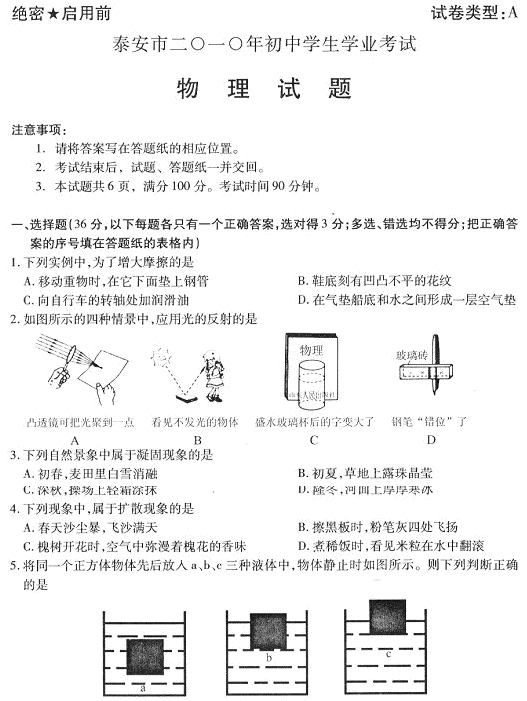 绝密★启用前 试卷类型:A
泰安市二○一○年初中学生学业考试
物 理 试 题
注意事项:
1. 请将答案写在答题纸的相应位置。
2. 考试结束后，试题、答题纸一并交回。
3. 本试题共6页，满分100分。考试时间90分钟。
一、选择题(36分,以下每题各只有一个正确答案,选对得3分;多选、错选均不得分;把正确答
案的序号填在答题纸的表格内)
1.下列实例中,为了增大摩擦的是
A.移动重物时,在它下面垫上钢管 B.鞋底刻有凹凸不平的花纹
C.向自行车的转轴处加润滑油 D.在气垫船底和水之间形成一层空气垫
2.如图所示的四种情景中,应用光的反射的是
物理
玻璃砖
凸透镜可把光聚到一点 看见不发光的物体 盛水玻璃杯后的字变大了 钢笔“错位”了
A B C D
3.下列自然景象中属于凝固现象的是
A.初春,麦田里白雪消融 B.初夏,草地上露珠晶莹
C.深秋,操场上轻霜涂抹 D.隆冬,河面上厚厚寒冰
4.下列现象中,属于扩散现象的是
A.春天沙尘暴,飞沙满天 B.擦黑板时,粉笔灰四处飞扬
C.槐树开花时,空气中弥漫着槐花的香味 D.煮稀饭时,看见米粒在水中翻滚
5.将同一个正方体物体先后放入a、b、c三种液体中,物体静止时如图所示。则下列判断正确
的是
a b c